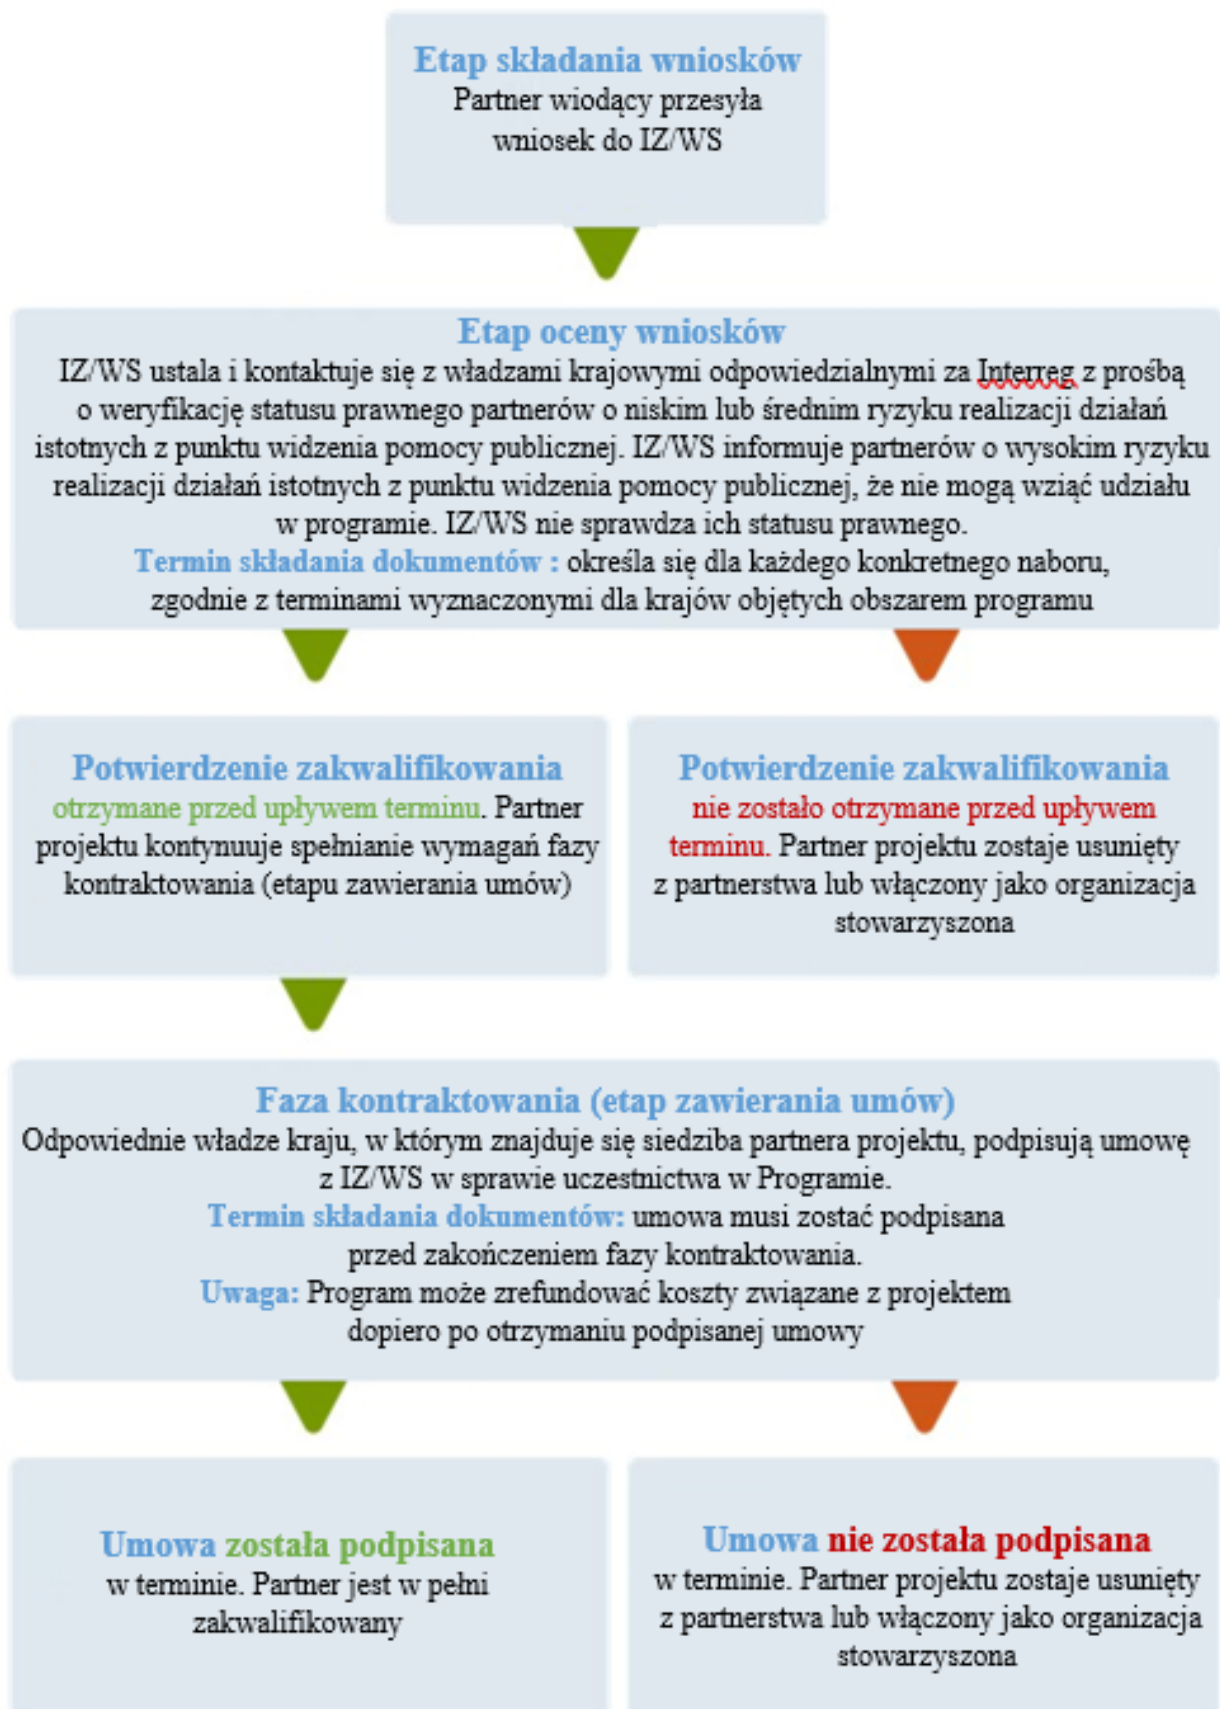 Etap składania wniosków
Partner wiodący przesyła
wniosek do IZ/WS
Etap oceny wniosków
IZ/WS ustala i kontaktuje się z władzami krajowymi odpowiedzialnymi za Interreg z prośbą
o weryfikację statusu prawnego partnerów o niskim lub średnim ryzyku realizacji działań
istotnych z punktu widzenia pomocy publicznej. IZ/WS informuje partnerów o wysokim ryzyku
realizacji działań istotnych z punktu widzenia pomocy publicznej, że nie mogą wziąć udziału
w programie. IZ/WS nie sprawdza ich statusu prawnego.
Termin składania dokumentów : określa się dla każdego konkretnego naboru,
zgodnie z terminami wyznaczonymi dla krajów objętych obszarem programu
Potwierdzenie zakwalifikowania
otrzymane przed upływem terminu. Partner
projektu kontynuuje spełnianie wymagań fazy
kontraktowania (etapu zawierania umów)
Potwierdzenie zakwalifikowania
nie zostało otrzymane przed upływem
terminu. Partner projektu zostaje usunięty
z partnerstwa lub włączony jako organizacja
stowarzyszona
Faza kontraktowania (etap zawierania umów)
Odpowiednie władze kraju, w którym znajduje się siedziba partnera projektu, podpisują umowę
z IZ/WS w sprawie uczestnictwa w Programie.
Termin składania dokumentów: umowa musi zostać podpisana
przed zakończeniem fazy kontraktowania.
Uwaga: Program może zrefundować koszty związane z projektem
dopiero po otrzymaniu podpisanej umowy
Umowa została podpisana
w terminie. Partner jest w pełni
zakwalifikowany
Umowa nie została podpisana
w terminie. Partner projektu zostaje usunięty
z partnerstwa lub włączony jako organizacja
stowarzyszona